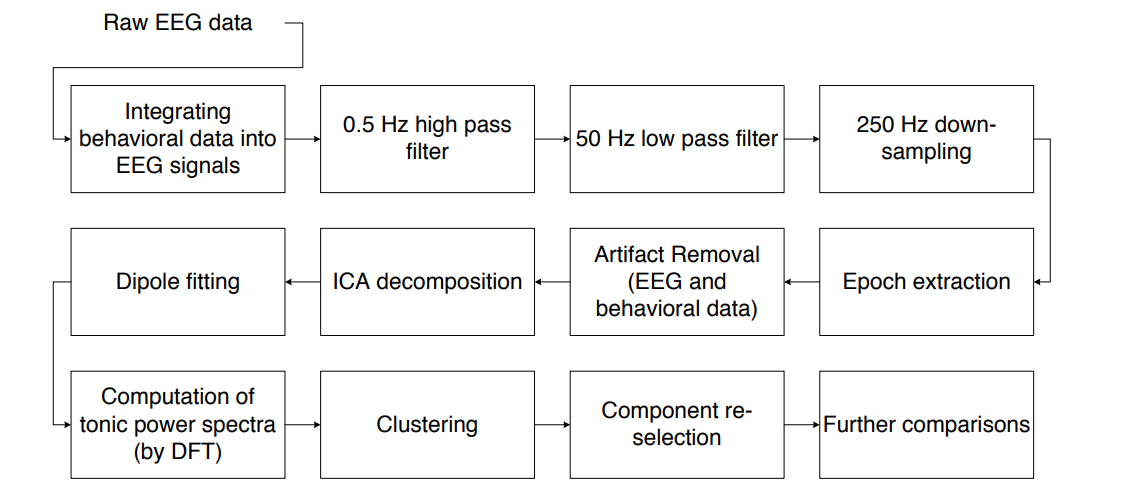 Raw EEG data
Integrating
behavioral data into
EEG signals
0.5 Hz high pass
filter
50 Hz low pass filter
250 Hz down-
sampling
Epoch extraction
Artifact Removal
(EEG and
behavioral data)
ICA decomposition
Dipole fitting
Computation of
tonic power spectra
(by DFT)
Clustering
Component re-
selection
Further comparisons